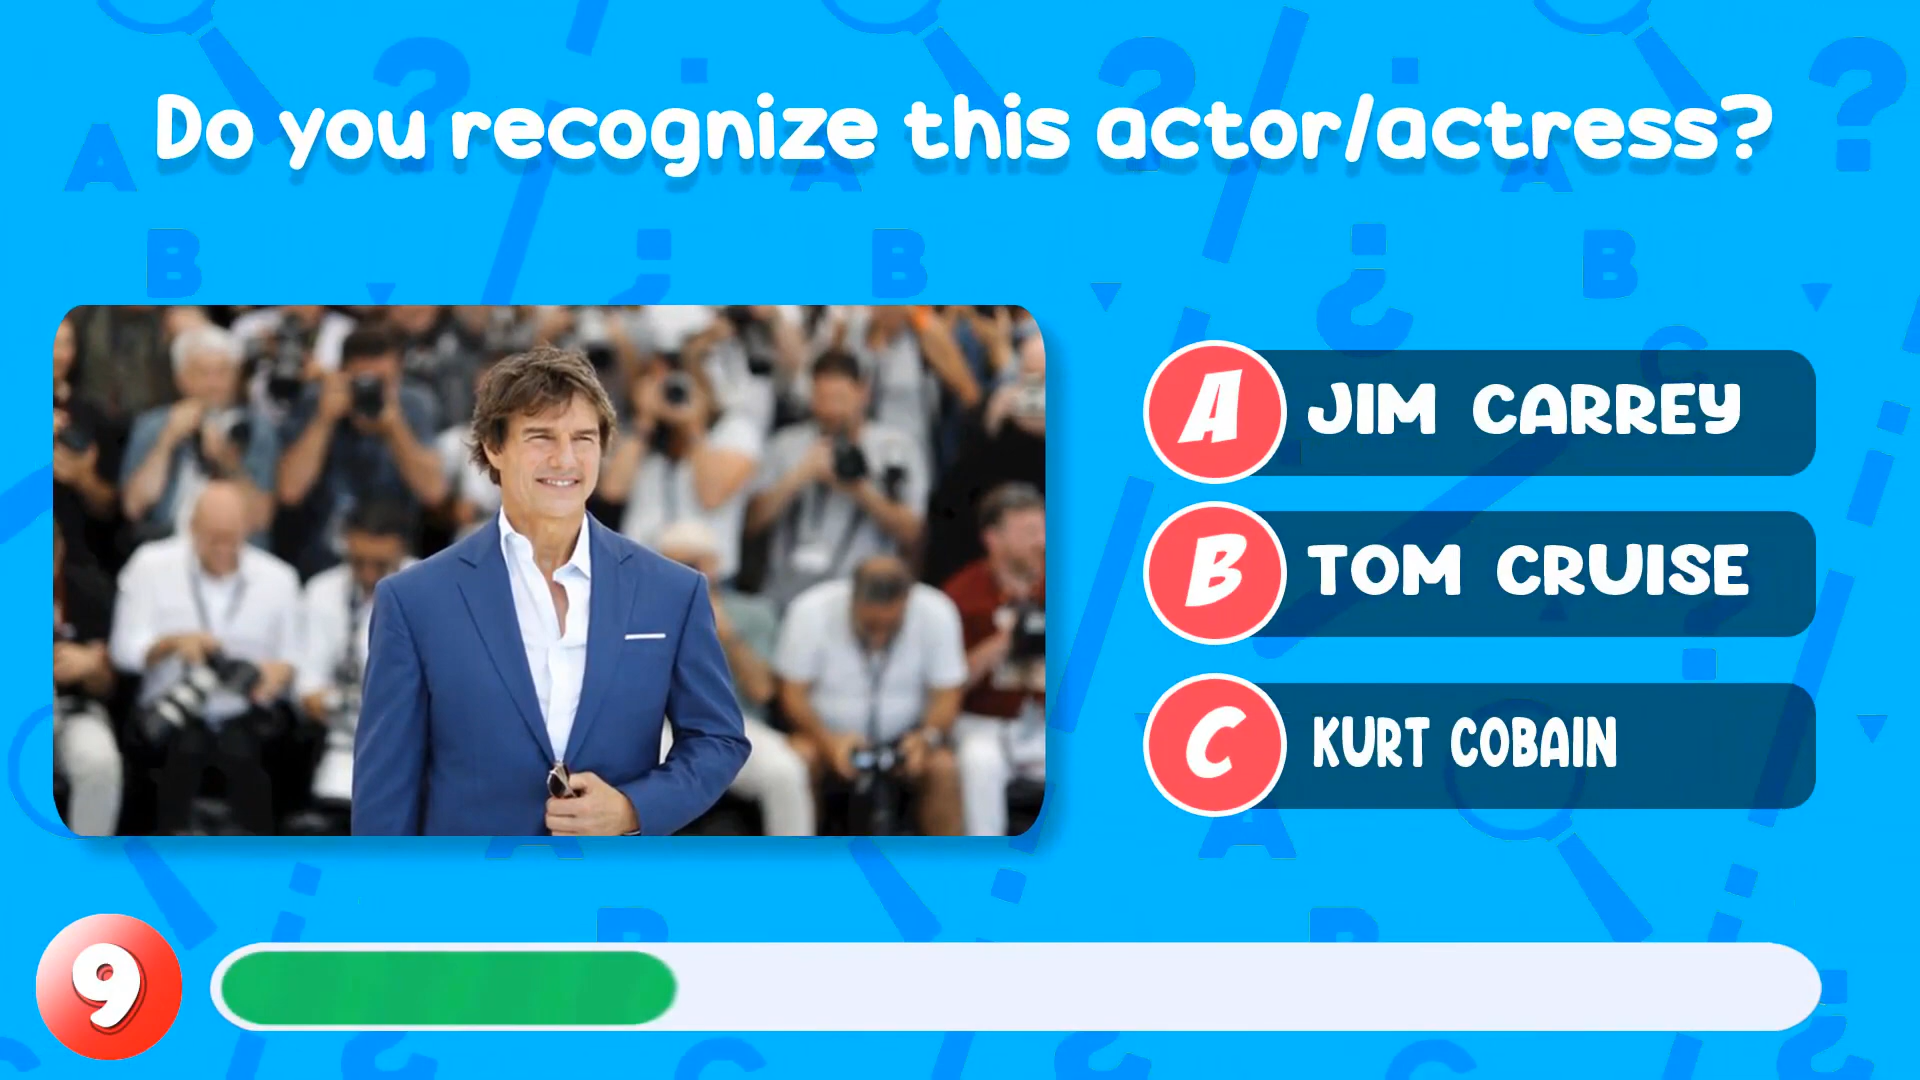 Do you recognize this actor/actress?
A JIM CARREY
B TOM CRUISE
C KURT COBAIN
9